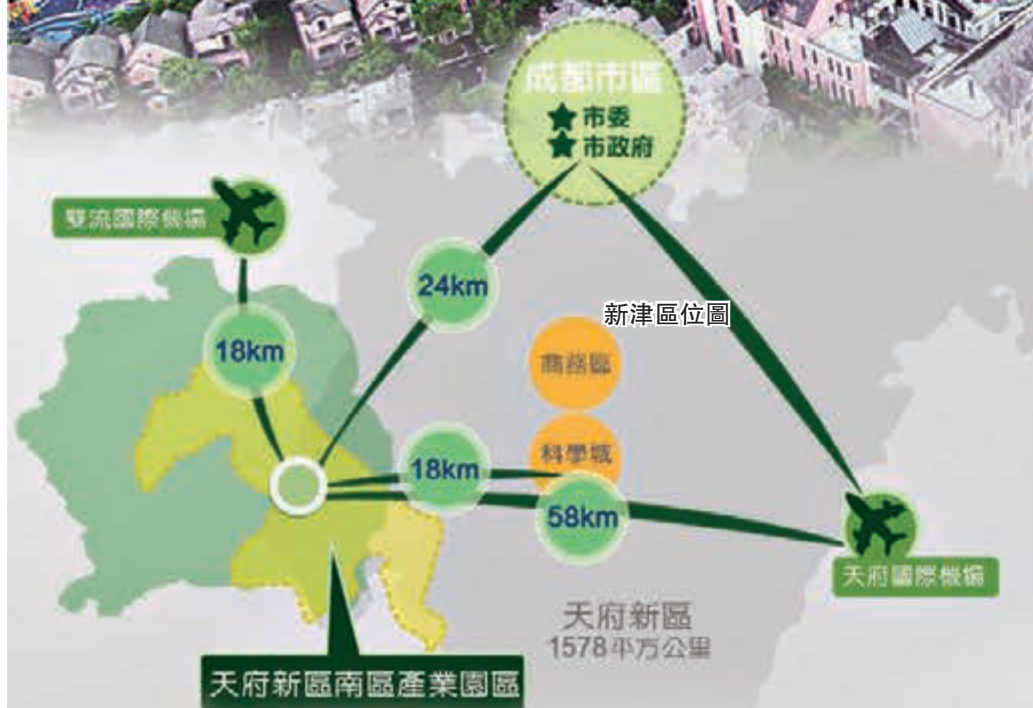 成都市區
市委
市政府
雙流國際機場
24km
新津區位圖
18km
商務區
科學城
18km
58km
天府國際機場
天府新區
1578平方公里
天府新區南區產業園區